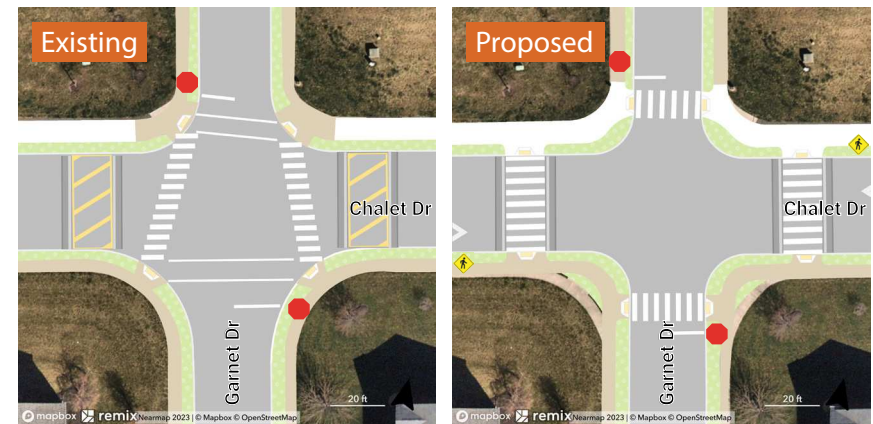 Existing
Chalet Dr
Garnet Dr
20 ft
mapbox remix Nearmap 2023 | © Mapbox © OpenStreetMap
Proposed
Chalet Dr
Garnet Dr
20 ft
mapbox remix Nearmap 2023 | © Mapbox © OpenStreetMap